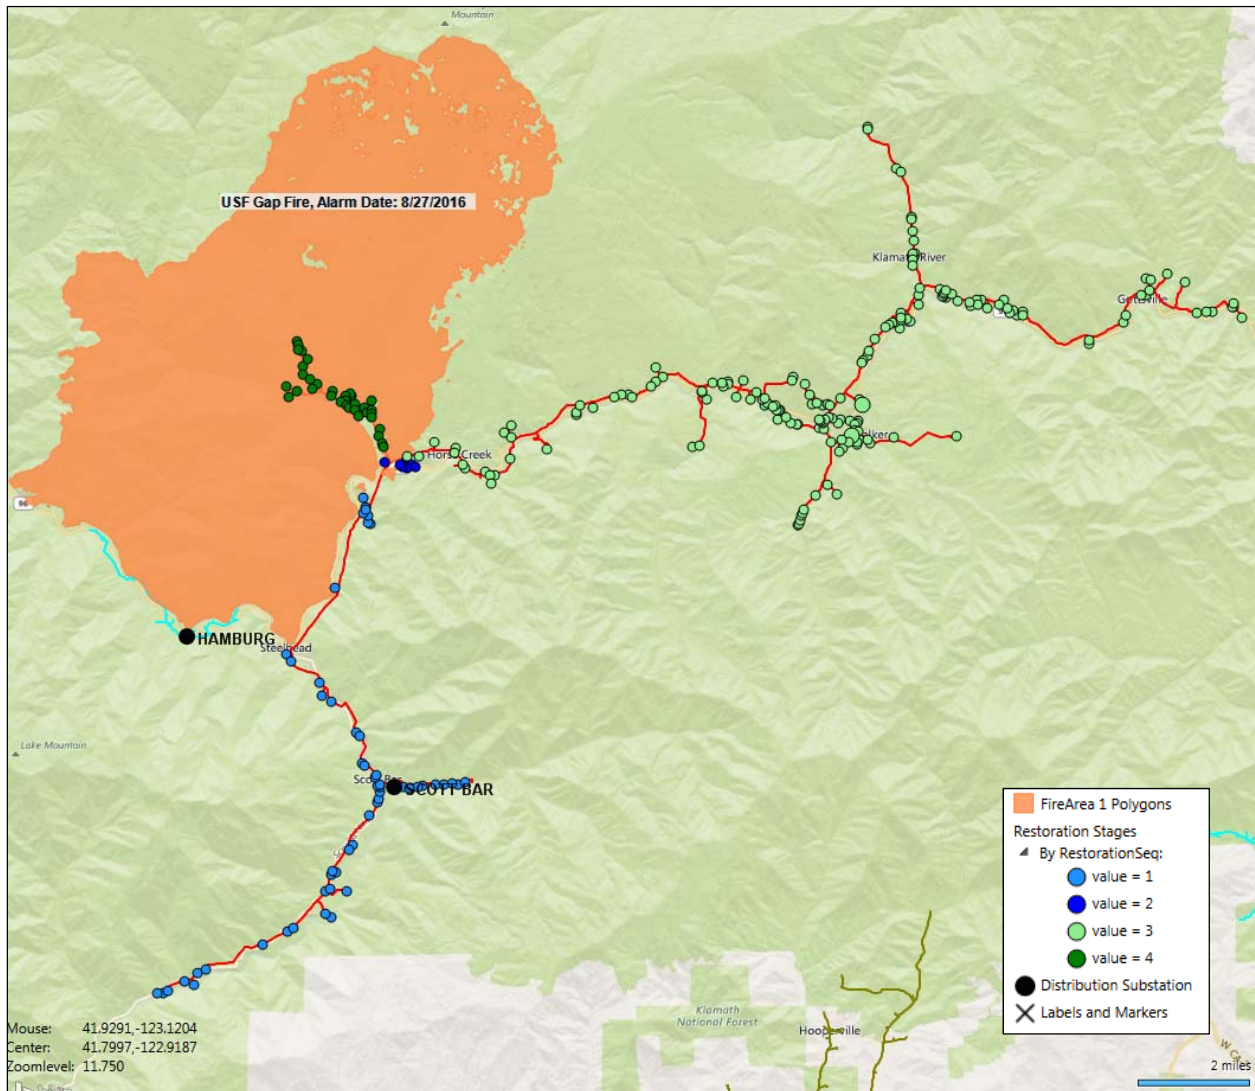 Mountain
USF Gap Fire, Alarm Date: 8/27/2016
Klamath River
Horse Creek
96
HAMBURG
Steelhead
Lake Mountain
SCOTT BAR
FireArea 1 Polygons
Restoration Stages
By RestorationSeq:
value = 1
value = 2
value = 3
value = 4
Distribution Substation
Labels and Markers
Klamath
National Forest
Hooperville
Mouse: 41.9291,-123.1204
Center: 41.7997,-122.9187
Zoomlevel: 11.750
2 miles